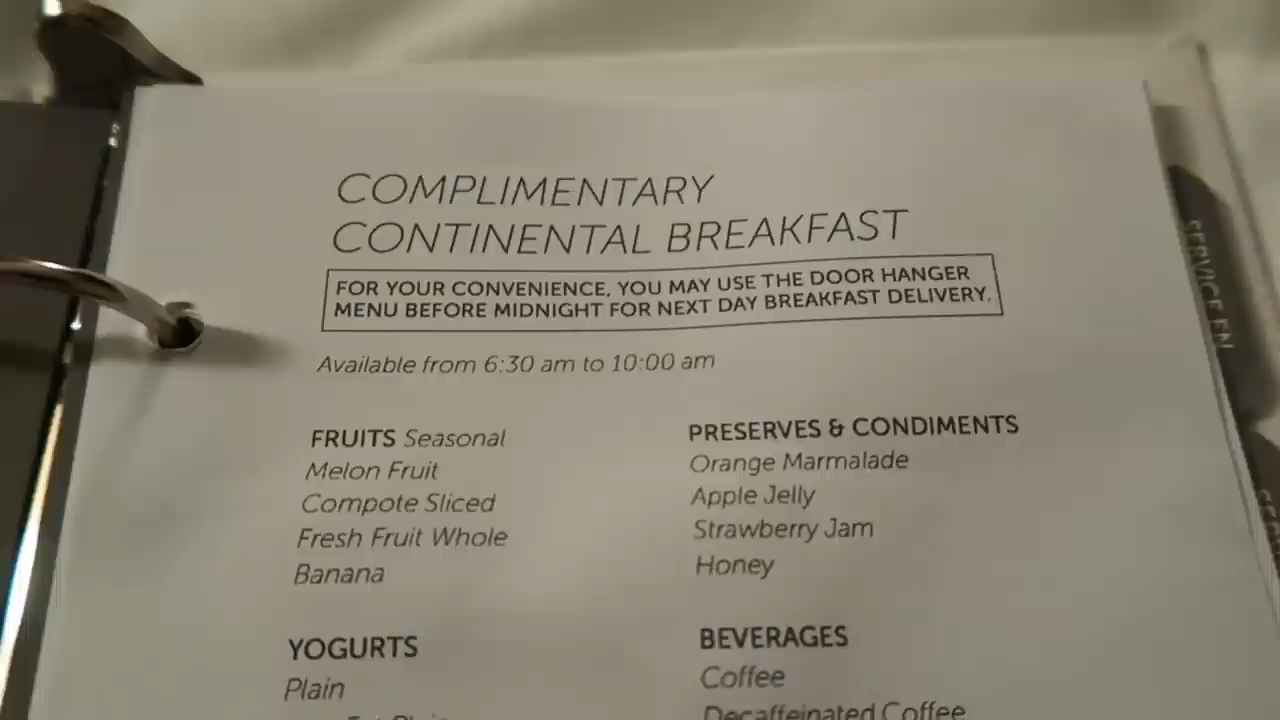 COMPLIMENTARY
CONTINENTAL BREAKFAST
FOR YOUR CONVENIENCE, YOU MAY USE THE DOOR HANGER
MENU BEFORE MIDNIGHT FOR NEXT DAY BREAKFAST DELIVERY.
Available from 6:30 am to 10:00 am
FRUITS Seasonal
Melon Fruit
Compote Sliced
Fresh Fruit Whole
Banana
YOGURTS
Plain
PRESERVES & CONDIMENTS
Orange Marmalade
Apple Jelly
Strawberry Jam
Honey
BEVERAGES
Coffee
Decaffeinated Coffee
SERVICE EN